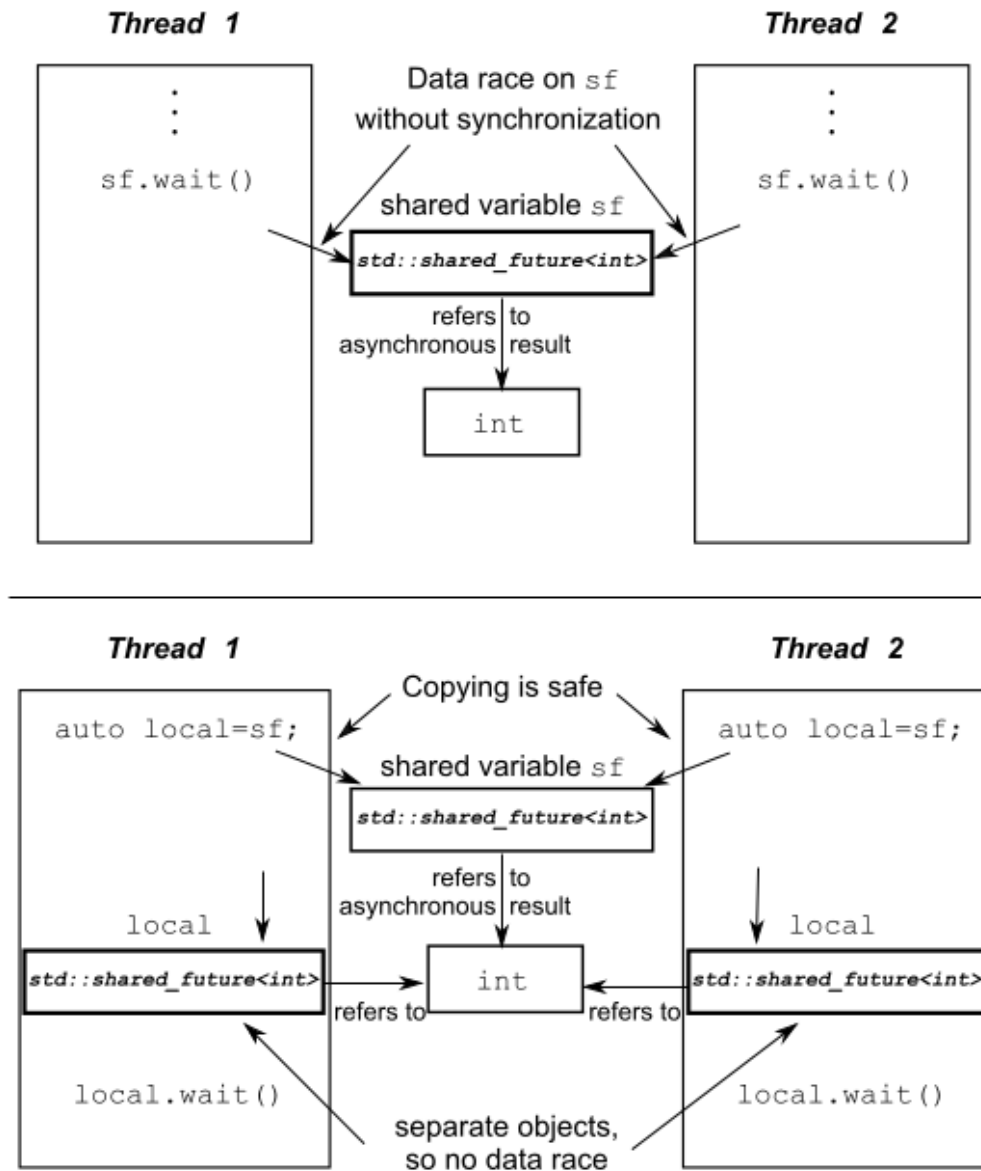 Thread 1
Thread 2
Data race on sf
without synchronization
sf.wait()
sf.wait()
shared variable sf
std::shared_future<int>
refers to
asynchronous result
int
Thread 1
Thread 2
Copying is safe
auto local=sf;
auto local=sf;
shared variable sf
std::shared_future<int>
refers to
asynchronous result
local
local
std::shared_future<int>
int
std::shared_future<int>
refers to
refers to
local.wait()
local.wait()
separate objects,
so no data race